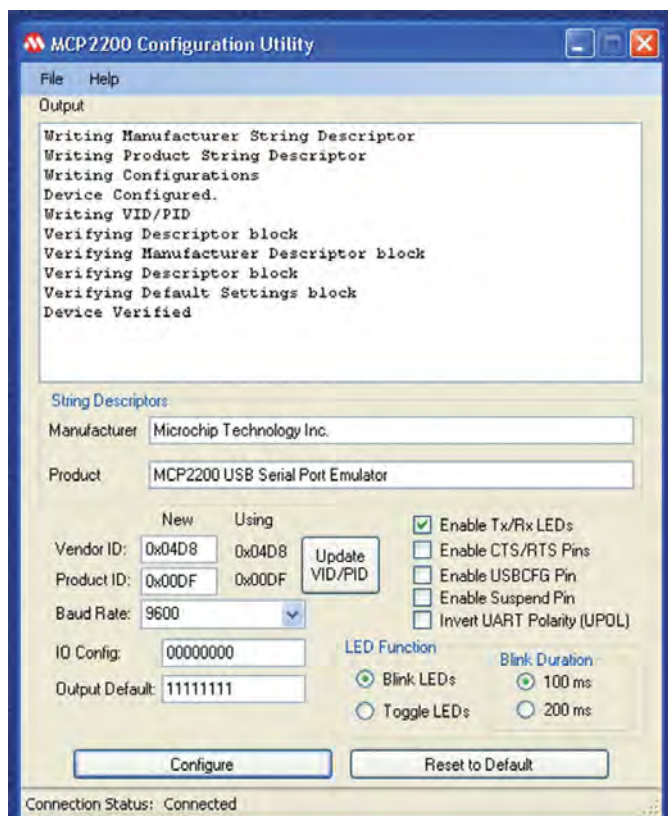 MCP2200 Configuration Utility
File Help
Output
Writing Manufacturer String Descriptor
Writing Product String Descriptor
Writing Configurations
Device Configured.
Writing VID/PID
Verifying Descriptor block
Verifying Manufacturer Descriptor block
Verifying Descriptor block
Verifying Default Settings block
Device Verified
String Descriptors
Manufacturer Microchip Technology Inc.
Product MCP2200 USB Serial Port Emulator
New Using
Vendor ID: 0x04D8 0x04D8
Product ID: 0x00DF 0x00DF
Update
VID/PID
Baud Rate: 9600
Enable Tx/Rx LEDs
Enable CTS/RTS Pins
Enable USBCFG Pin
Enable Suspend Pin
Invert UART Polarity (UPOL)
IO Config: 00000000
Output Default: 11111111
LED Function
Blink LEDs
Toggle LEDs
Blink Duration
100 ms
200 ms
Configure Reset to Default
Connection Status: Connected